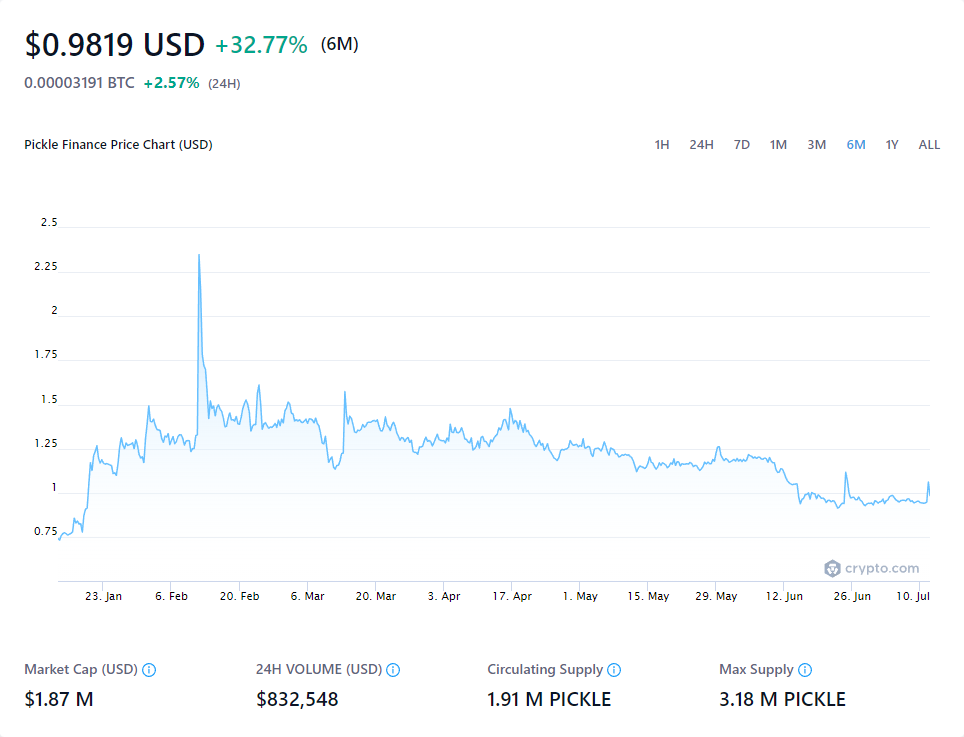 $0.9819 USD +32.77% (6M)
0.00003191 BTC +2.57% (24H)
Pickle Finance Price Chart (USD) 1H 24H 7D 1M 3M 6M 1Y ALL
2.5
2.25
2
1.75
1.5
1.25
1
0.75
crypto.com
23. Jan 6. Feb 20. Feb 6. Mar 20. Mar 3. Apr 17. Apr 1. May 15. May 29. May 12. Jun 26. Jun 10. Jul
Market Cap (USD) 24H VOLUME (USD) Circulating Supply Max Supply
$1.87 M $832,548 1.91 M PICKLE 3.18 M PICKLE